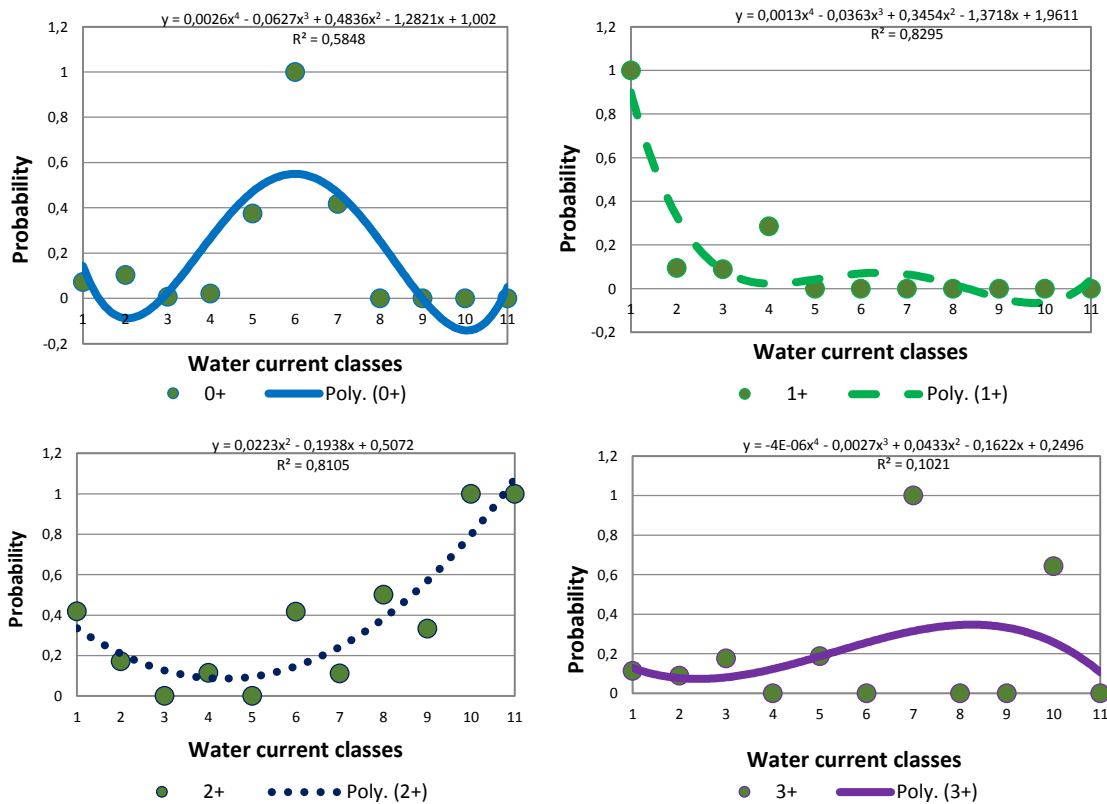 y = 0,0026x⁴ - 0,0627x³ + 0,4836x² - 1,2821x + 1,002
R² = 0,5848
1,2
1
0,8
0,6
0,4
0,2
0
-0,2
1 2 3 4 5 6 7 8 9 10 11
Probability
Water current classes
0+ Poly. (0+)
y = 0,0013x⁴ - 0,0363x³ + 0,3454x² - 1,3718x + 1,9611
R² = 0,8295
1,2
1
0,8
0,6
0,4
0,2
0
-0,2
1 2 3 4 5 6 7 8 9 10 11
Probability
Water current classes
1+ Poly. (1+)
y = 0,0223x² - 0,1938x + 0,5072
R² = 0,8105
1,2
1
0,8
0,6
0,4
0,2
0
1 2 3 4 5 6 7 8 9 10 11
Probability
Water current classes
2+ Poly. (2+)
y = -4E-06x⁴ - 0,0027x³ + 0,0433x² - 0,1622x + 0,2496
R² = 0,1021
1,2
1
0,8
0,6
0,4
0,2
0
1 2 3 4 5 6 7 8 9 10 11
Probability
Water current classes
3+ Poly. (3+)